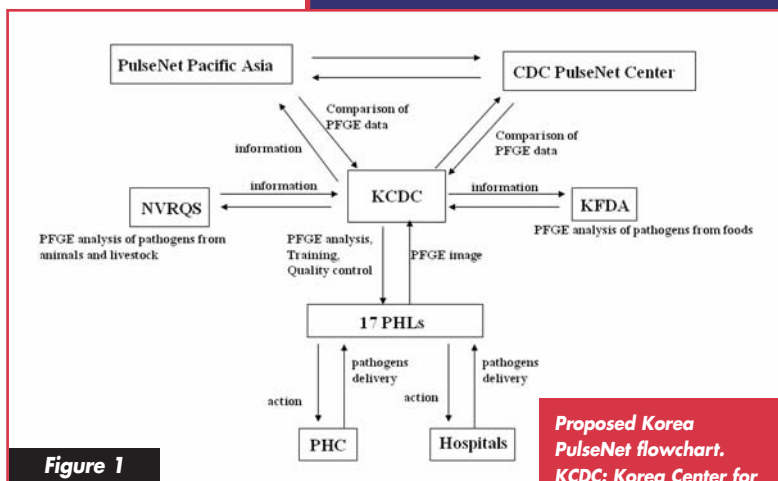 PulseNet Pacific Asia
CDC PulseNet Center
Comparison of
PFGE data
Comparison of
PFGE data
information
information
KCDC
information
NVRQS
KFDA
PFGE analysis of pathogens from
animals and livestock
PFGE analysis of pathogens from foods
PFGE analysis,
Training,
Quality control
PFGE image
17 PHLs
pathogens
delivery
pathogens
delivery
action
action
PHC
Hospitals
Figure 1
Proposed Korea
PulseNet flowchart.
KCDC: Korea Center for